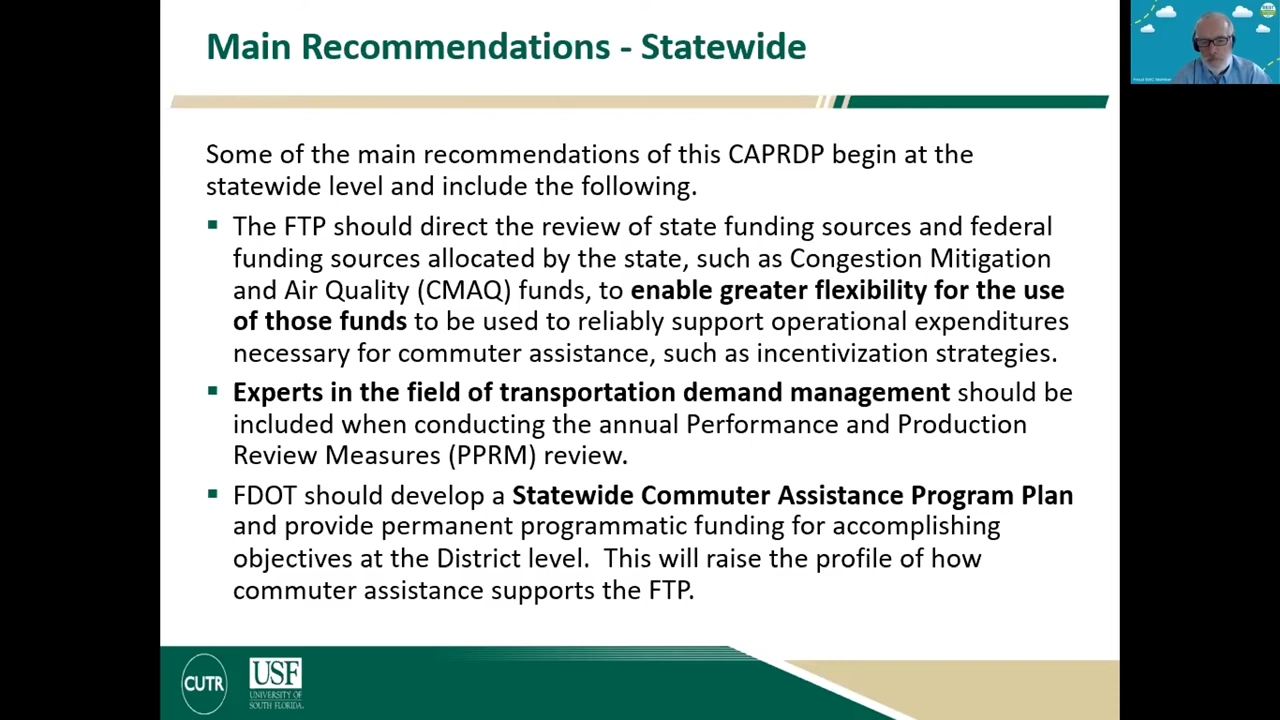 Main Recommendations - Statewide
Some of the main recommendations of this CAPRDP begin at the
statewide level and include the following.
▪ The FTP should direct the review of state funding sources and federal
funding sources allocated by the state, such as Congestion Mitigation
and Air Quality (CMAQ) funds, to enable greater flexibility for the use
of those funds to be used to reliably support operational expenditures
necessary for commuter assistance, such as incentivization strategies.
▪ Experts in the field of transportation demand management should be
included when conducting the annual Performance and Production
Review Measures (PPRM) review.
▪ FDOT should develop a Statewide Commuter Assistance Program Plan
and provide permanent programmatic funding for accomplishing
objectives at the District level.  This will raise the profile of how
commuter assistance supports the FTP.
CUTR
USF
UNIVERSITY OF
SOUTH FLORIDA